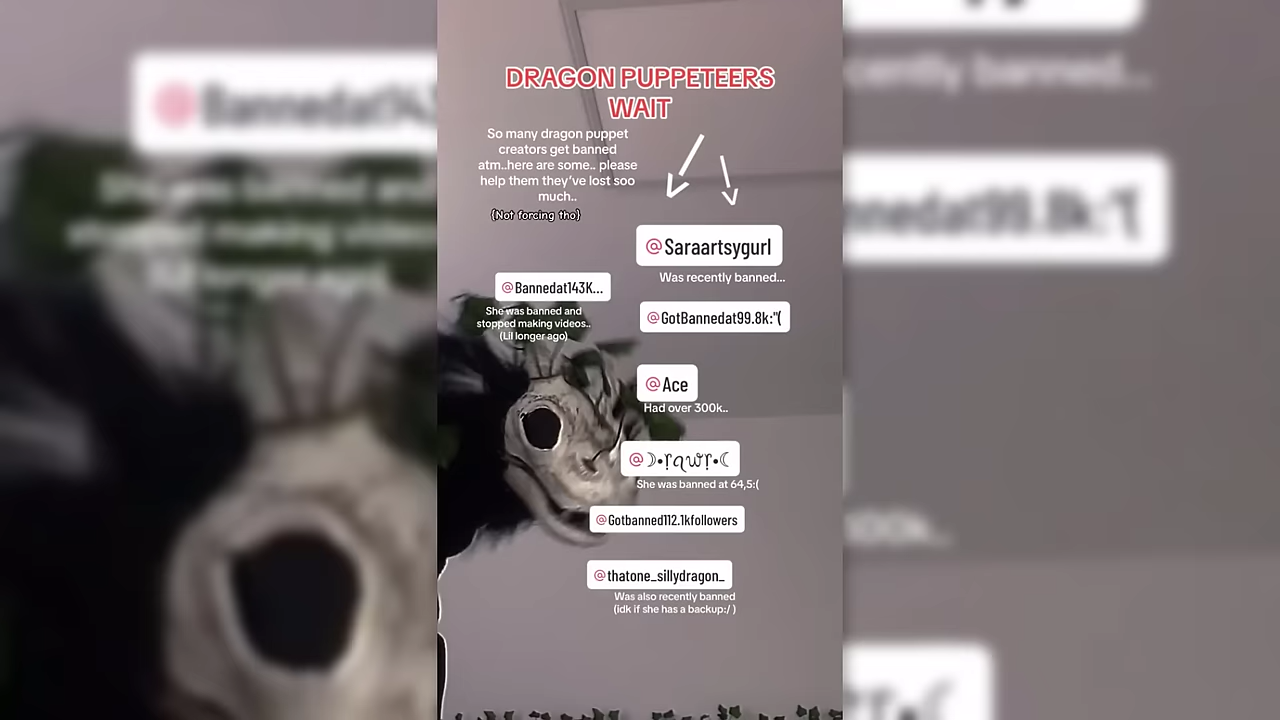 DRAGON PUPPETEERS
WAIT
So many dragon puppet
creators get banned
atm..here are some.. please
help them they’ve lost soo
much..
(Not forcing tho)
@Saraartsygurl
Was recently banned...
@Bannedat143K...
She was banned and
stopped making videos..
(Lil longer ago)
@GotBannedat99.8k:"(
@Ace
Had over 300k..
She was banned at 64,5:(
@Gotbanned112.1kfollowers
@thatone_sillydragon_
Was also recently banned
(idk if she has a backup:/ )